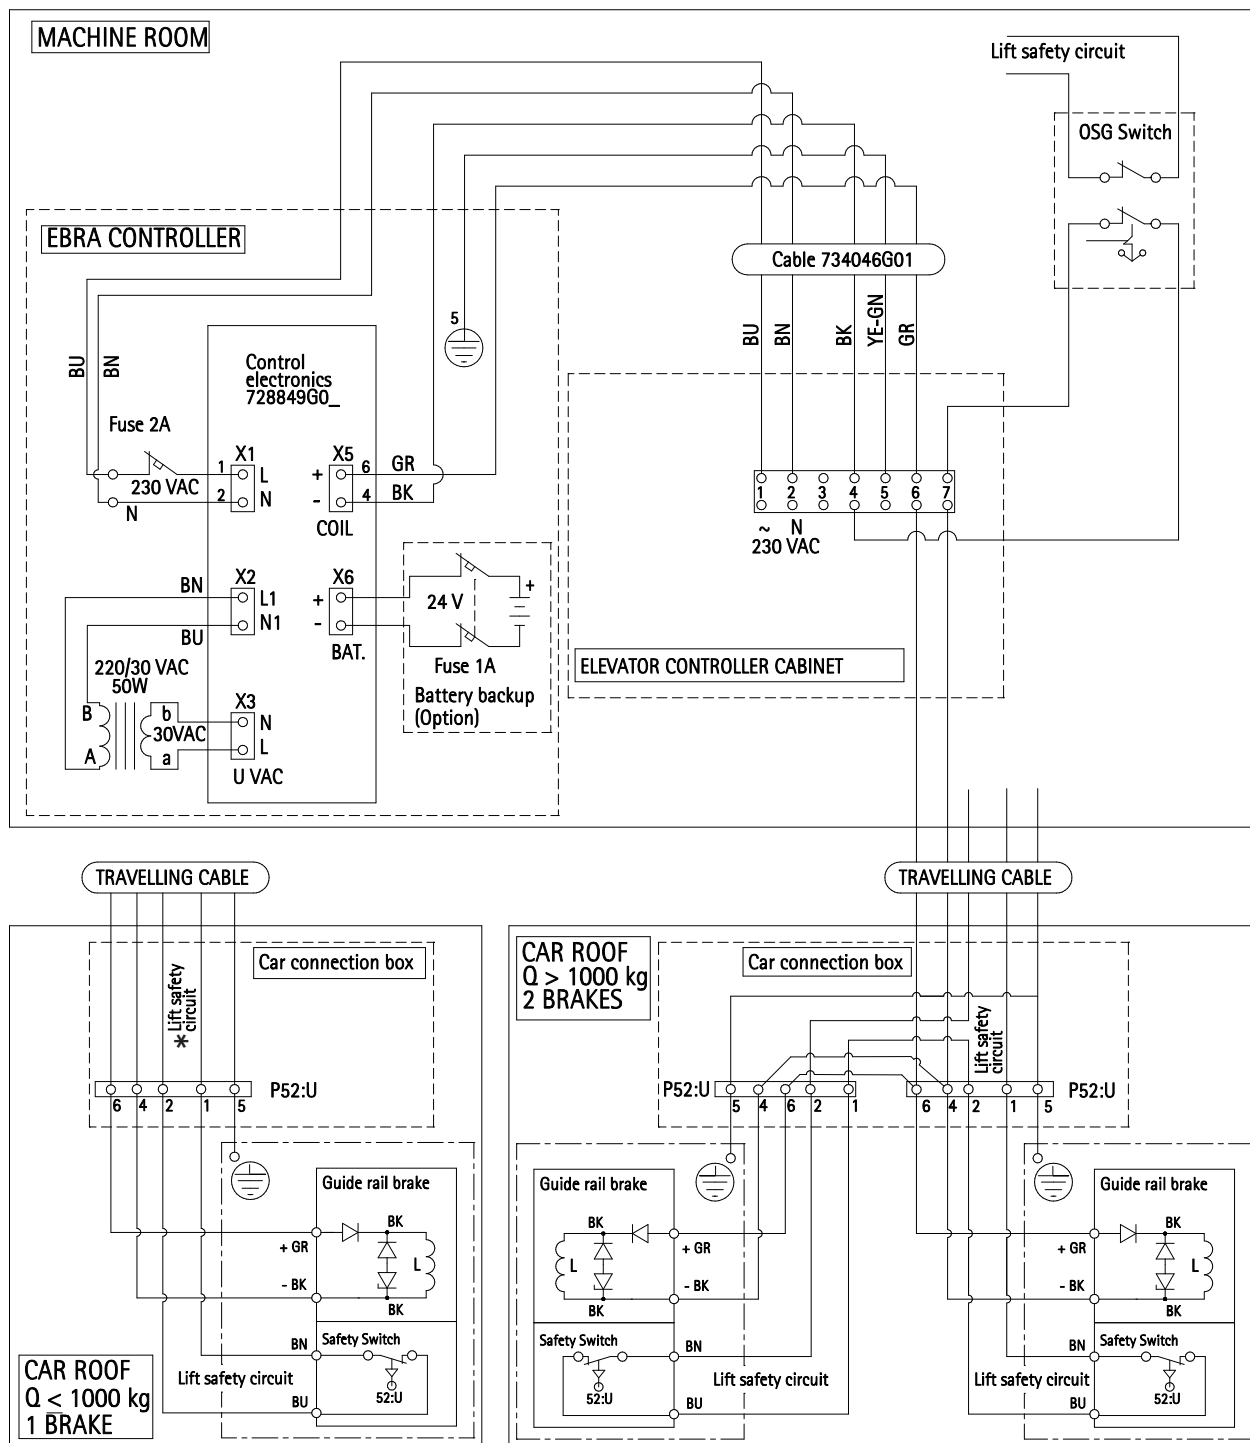 MACHINE ROOM
Lift safety circuit
OSG Switch
EBRA CONTROLLER
Cable 734046G01
BU
BN
BK
YE-GN
GR
5
BU
BN
Control
electronics
728849G0_
Fuse 2A
230 VAC
N
1
2
X1
L
N
X5
+
-
6
4
GR
BK
COIL
1
2
3
4
5
6
7
~ N
230 VAC
BN
BU
X2
L1
N1
X6
+
-
BAT.
24 V
+
Fuse 1A
Battery backup
(Option)
ELEVATOR CONTROLLER CABINET
220/30 VAC
50W
B
A
b
30VAC
a
X3
N
L
U VAC
TRAVELLING CABLE
TRAVELLING CABLE
Car connection box
* Lift safety
circuit
6
4
2
1
5
P52:U
Guide rail brake
BK
+ GR
L
- BK
BK
BN
Safety Switch
Lift safety circuit
52:U
BU
CAR ROOF
Q ≤ 1000 kg
1 BRAKE
CAR ROOF
Q > 1000 kg
2 BRAKES
Car connection box
Lift safety
circuit
P52:U
5
4
6
2
1
6
4
2
1
5
P52:U
Guide rail brake
BK
+ GR
L
- BK
BK
Safety Switch
BN
52:U
Lift safety circuit
BU
Guide rail brake
BK
+ GR
L
- BK
BK
BN
Safety Switch
Lift safety circuit
52:U
BU